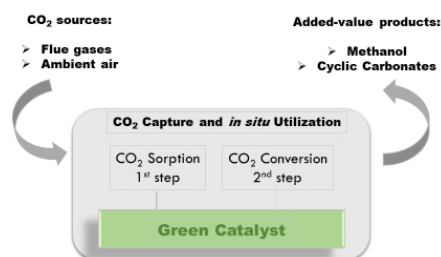 CO₂ sources:
➢ Flue gases
➢ Ambient air
Added-value products:
➢ Methanol
➢ Cyclic Carbonates
CO₂ Capture and in situ Utilization
CO₂ Sorption
1st step
CO₂ Conversion
2nd step
Green Catalyst